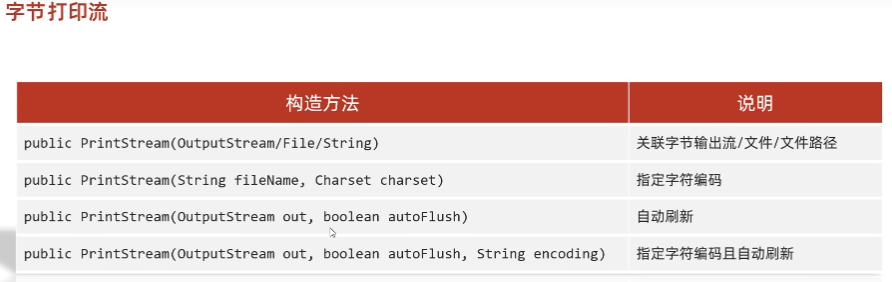 字节打印流
构造方法 说明
public PrintStream(OutputStream/File/String) 关联字节输出流/文件/文件路径
public PrintStream(String fileName, Charset charset) 指定字符编码
public PrintStream(OutputStream out, boolean autoFlush) 自动刷新
public PrintStream(OutputStream out, boolean autoFlush, String encoding) 指定字符编码且自动刷新